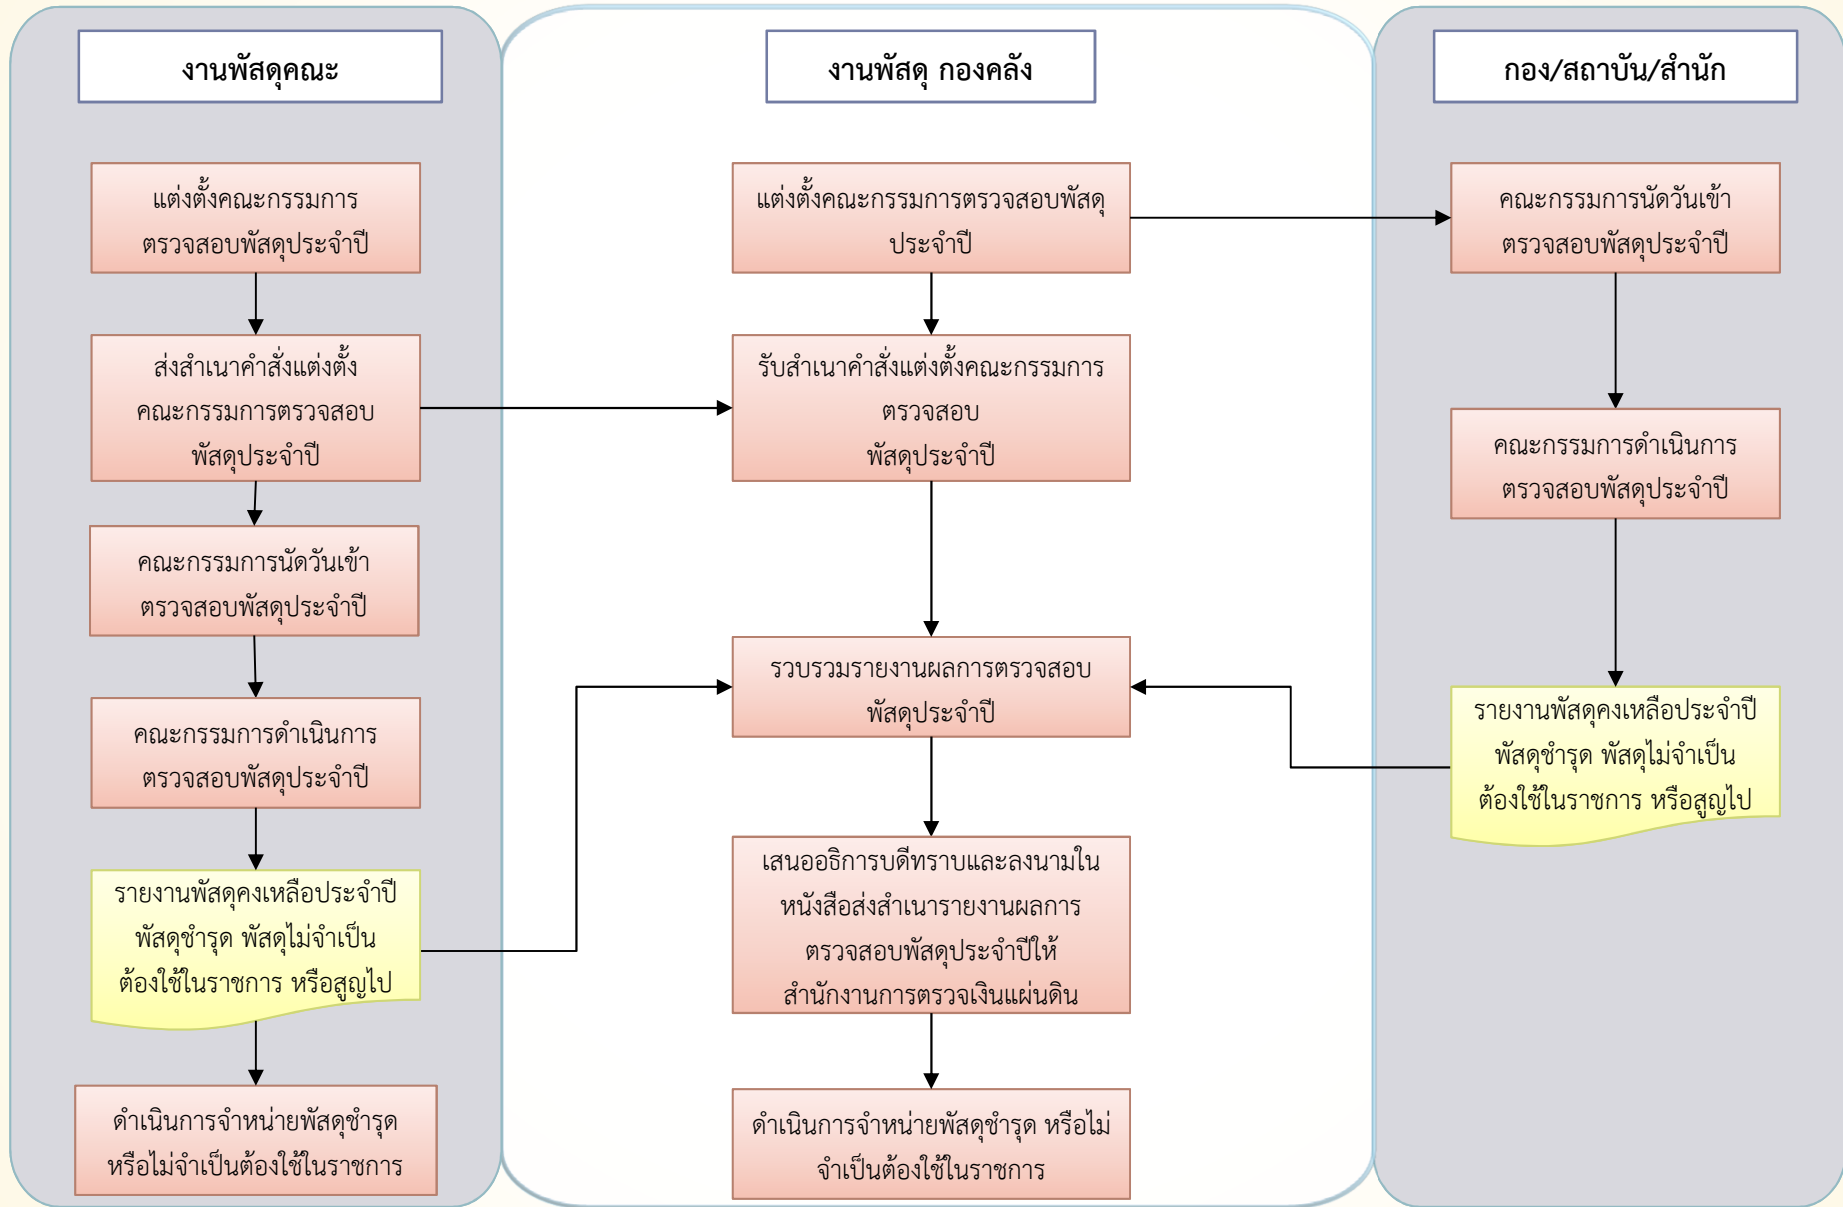 งานพัสดุคณะ
แต่งตั้งคณะกรรมการ
ตรวจสอบพัสดุประจำปี
ส่งสำเนาคำสั่งแต่งตั้ง
คณะกรรมการตรวจสอบ
พัสดุประจำปี
คณะกรรมการนัดวันเข้า
ตรวจสอบพัสดุประจำปี
คณะกรรมการดำเนินการ
ตรวจสอบพัสดุประจำปี
รายงานพัสดุคงเหลือประจำปี
พัสดุชำรุด พัสดุไม่จำเป็น
ต้องใช้ในราชการ หรือสูญไป
ดำเนินการจำหน่ายพัสดุชำรุด
หรือไม่จำเป็นต้องใช้ในราชการ
งานพัสดุ กองคลัง
แต่งตั้งคณะกรรมการตรวจสอบพัสดุ
ประจำปี
รับสำเนาคำสั่งแต่งตั้งคณะกรรมการ
ตรวจสอบ
พัสดุประจำปี
รวบรวมรายงานผลการตรวจสอบ
พัสดุประจำปี
เสนออธิการบดีทราบและลงนามใน
หนังสือส่งสำเนารายงานผลการ
ตรวจสอบพัสดุประจำปีให้
สำนักงานการตรวจเงินแผ่นดิน
ดำเนินการจำหน่ายพัสดุชำรุด หรือไม่
จำเป็นต้องใช้ในราชการ
กอง/สถาบัน/สำนัก
คณะกรรมการนัดวันเข้า
ตรวจสอบพัสดุประจำปี
คณะกรรมการดำเนินการ
ตรวจสอบพัสดุประจำปี
รายงานพัสดุคงเหลือประจำปี
พัสดุชำรุด พัสดุไม่จำเป็น
ต้องใช้ในราชการ หรือสูญไป